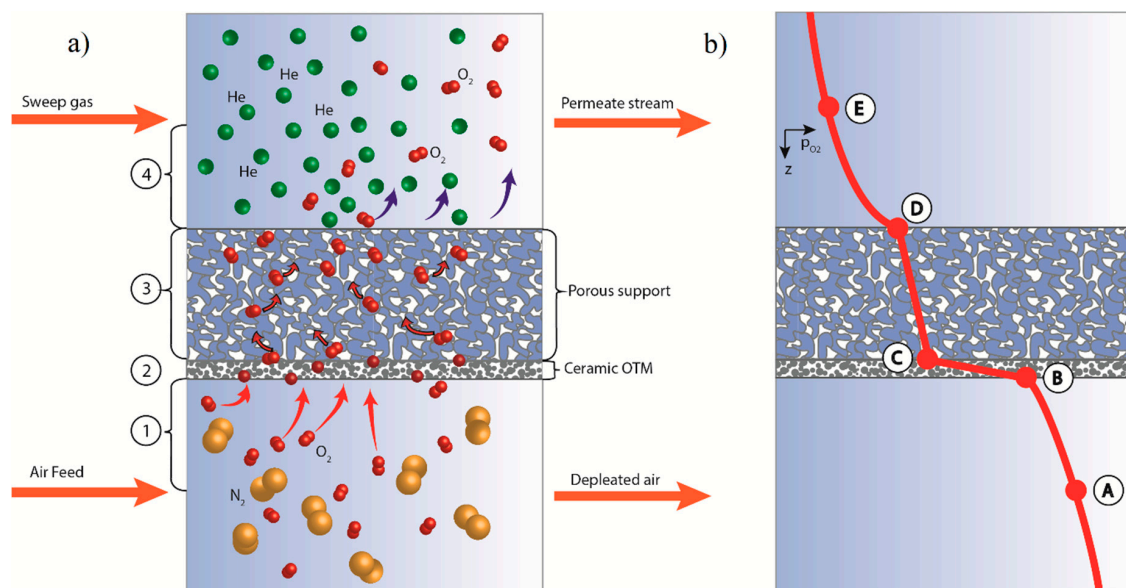 a)
He
O2
He
Sweep gas
He
Permeate stream
4
He
O2
3
Porous support
2
Ceramic OTM
1
O2
Air Feed
N2
Depleated air
b)
E
pO2
z
D
C
B
A